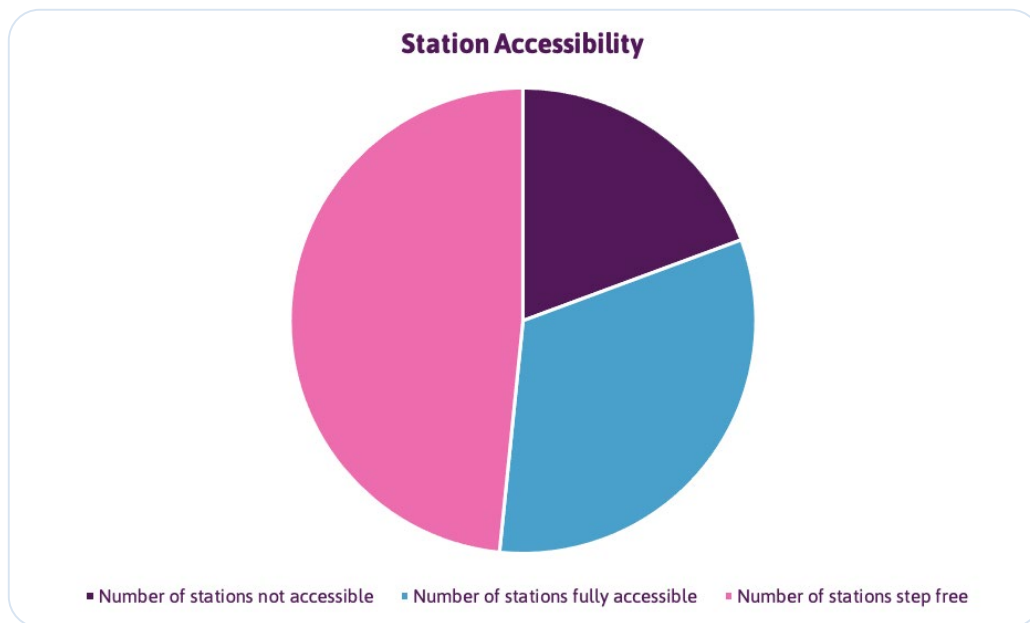 Station Accessibility
Number of stations not accessible
Number of stations fully accessible
Number of stations step free